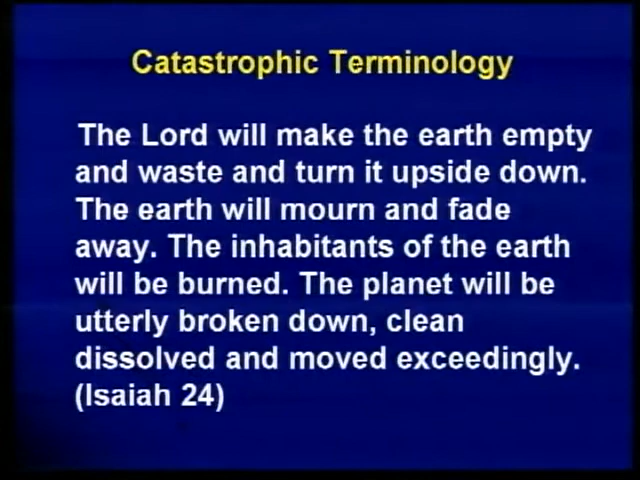 Catastrophic Terminology
The Lord will make the earth empty
and waste and turn it upside down.
The earth will mourn and fade
away. The inhabitants of the earth
will be burned. The planet will be
utterly broken down, clean
dissolved and moved exceedingly.
(Isaiah 24)